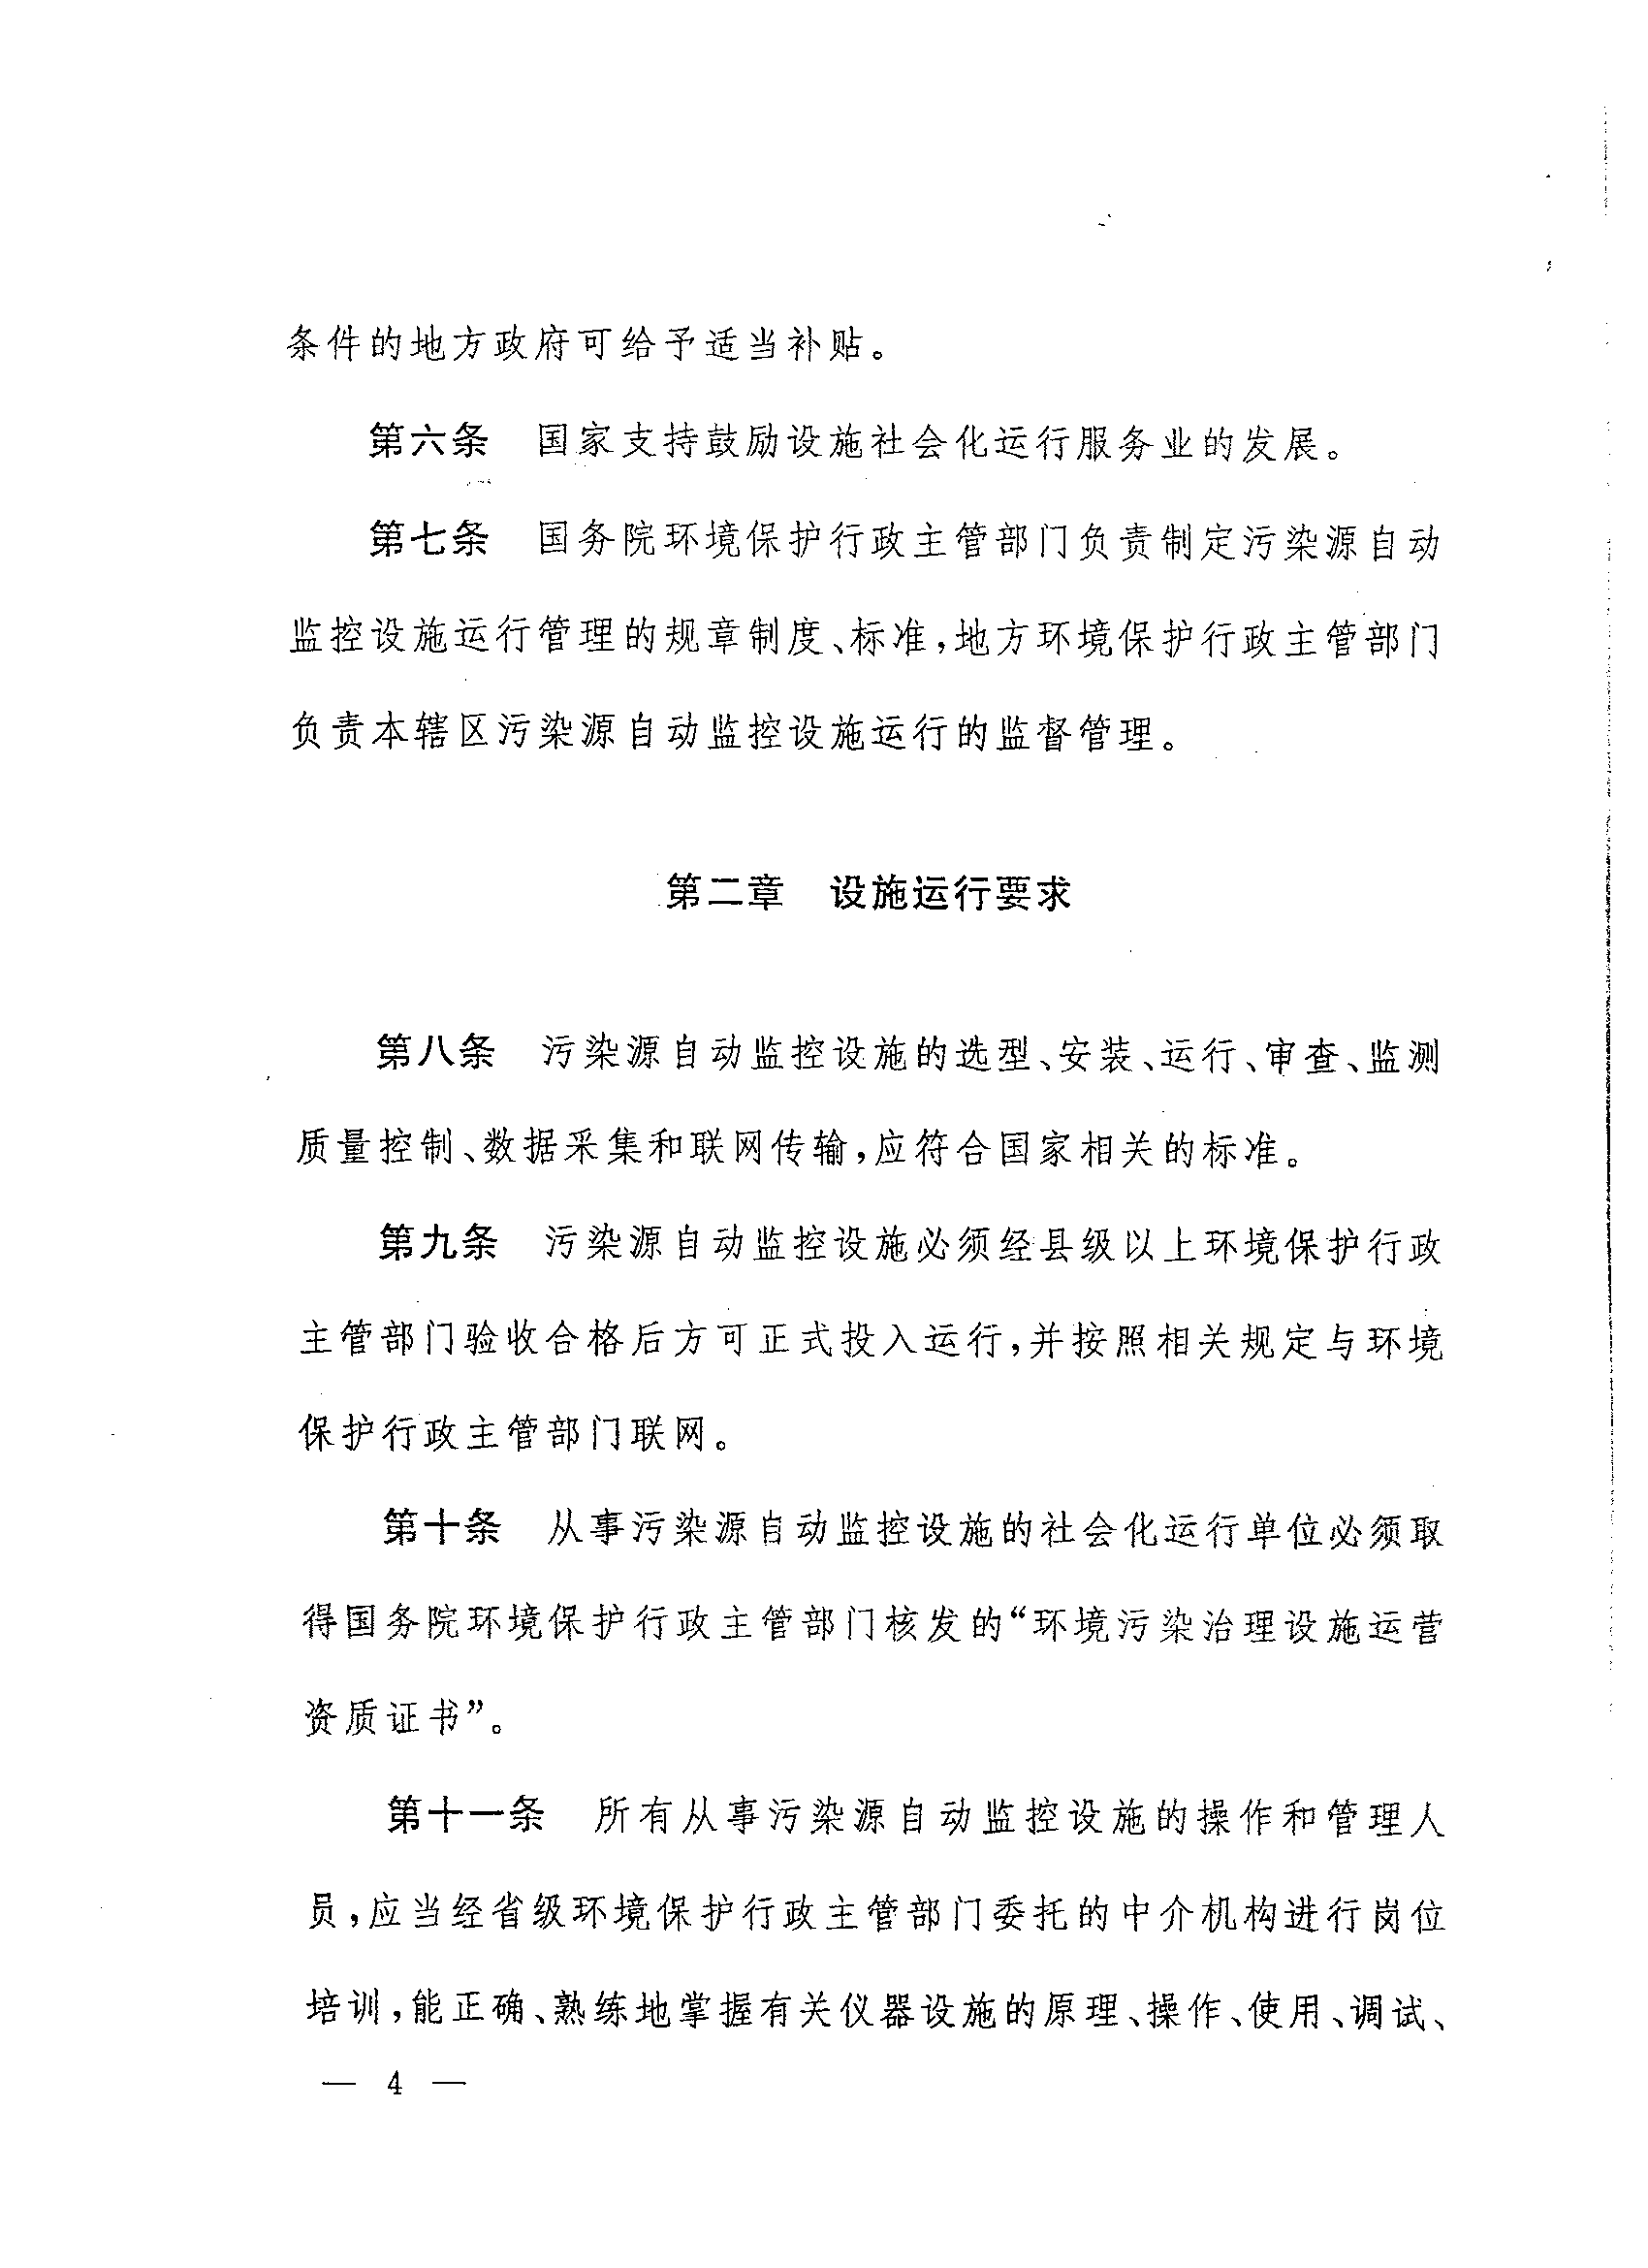 条件的地方政府可给予适当补贴。
第六条　国家支持鼓励设施社会化运行服务业的发展。
第七条　国务院环境保护行政主管部门负责制定污染源自动
监控设施运行管理的规章制度、标准，地方环境保护行政主管部门
负责本辖区污染源自动监控设施运行的监督管理。
第二章　设施运行要求
第八条　污染源自动监控设施的选型、安装、运行、审查、监测
质量控制、数据采集和联网传输，应符合国家相关的标准。
第九条　污染源自动监控设施必须经县级以上环境保护行政
主管部门验收合格后方可正式投入运行，并按照相关规定与环境
保护行政主管部门联网。
第十条　从事污染源自动监控设施的社会化运行单位必须取
得国务院环境保护行政主管部门核发的“环境污染治理设施运营
资质证书”。
第十一条　所有从事污染源自动监控设施的操作和管理人
员，应当经省级环境保护行政主管部门委托的中介机构进行岗位
培训，能正确、熟练地掌握有关仪器设施的原理、操作、使用、调试、
— 4 —